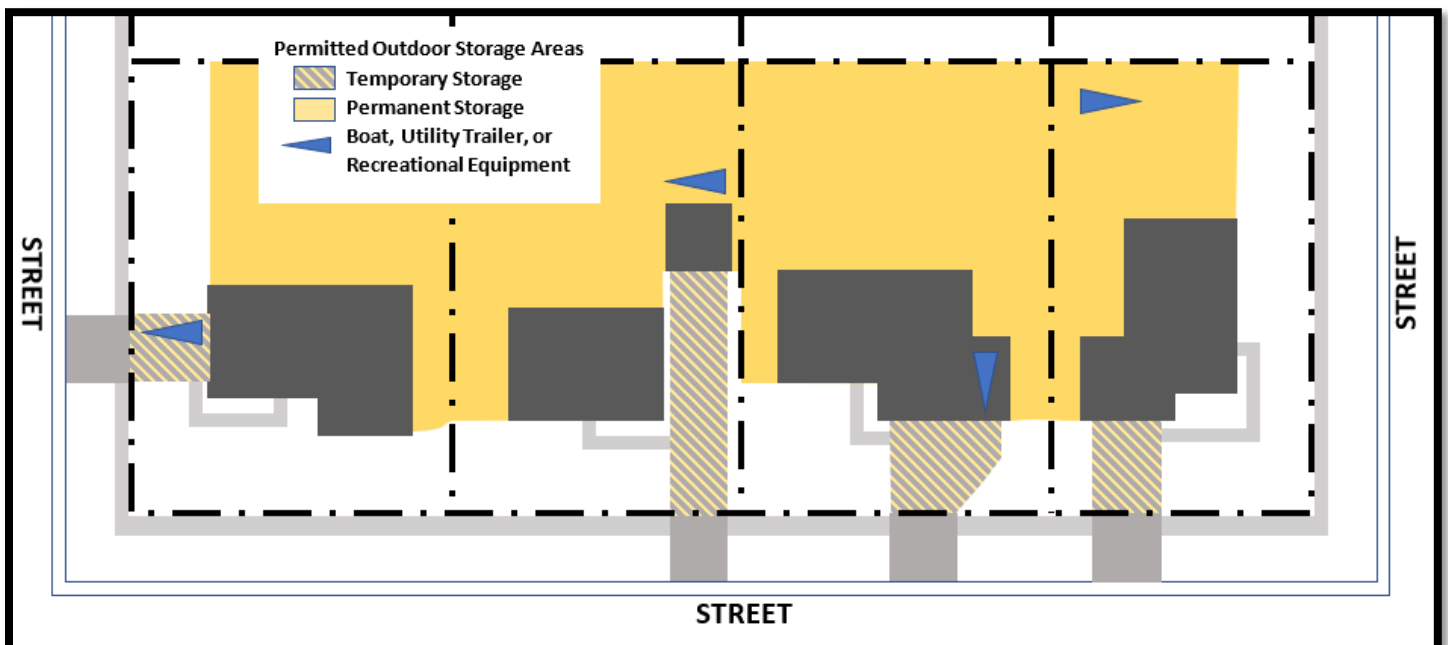 Permitted Outdoor Storage Areas
Temporary Storage
Permanent Storage
Boat, Utility Trailer, or
Recreational Equipment
STREET
STREET
STREET